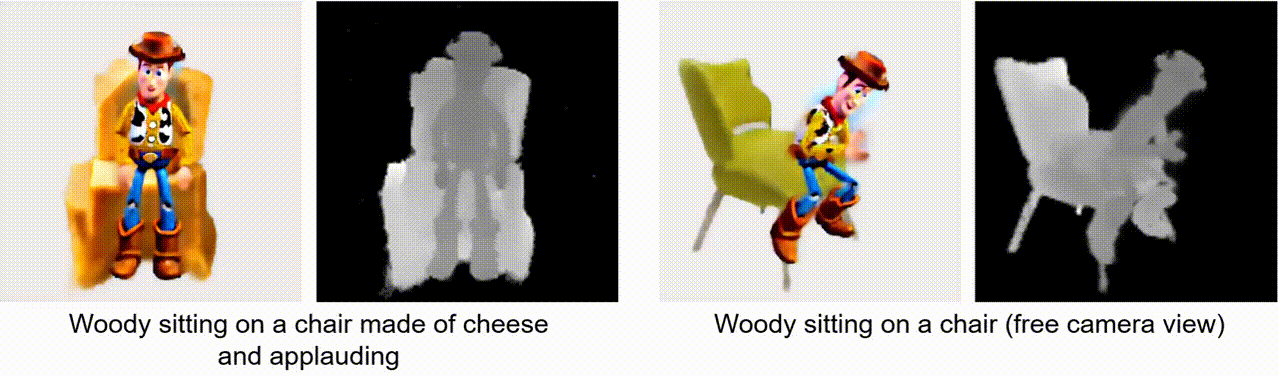 Woody sitting on a chair made of cheese
and applauding
Woody sitting on a chair (free camera view)